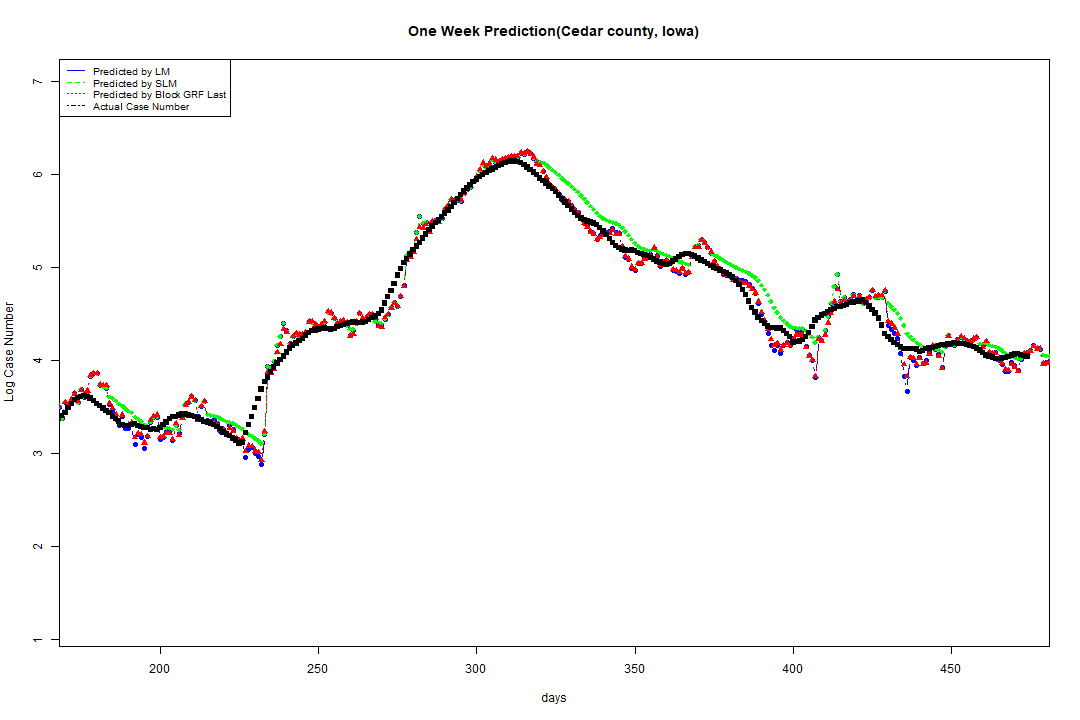 One Week Prediction(Cedar county, Iowa)
Predicted by LM
Predicted by SLM
Predicted by Block GRF Last
Actual Case Number
7
6
5
4
3
2
1
Log Case Number
200 250 300 350 400 450
days